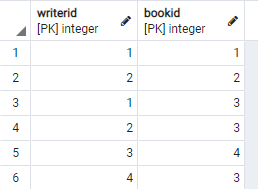 writerid bookid
[PK] integer [PK] integer
1 1 1
2 2 2
3 1 3
4 2 3
5 3 4
6 4 3